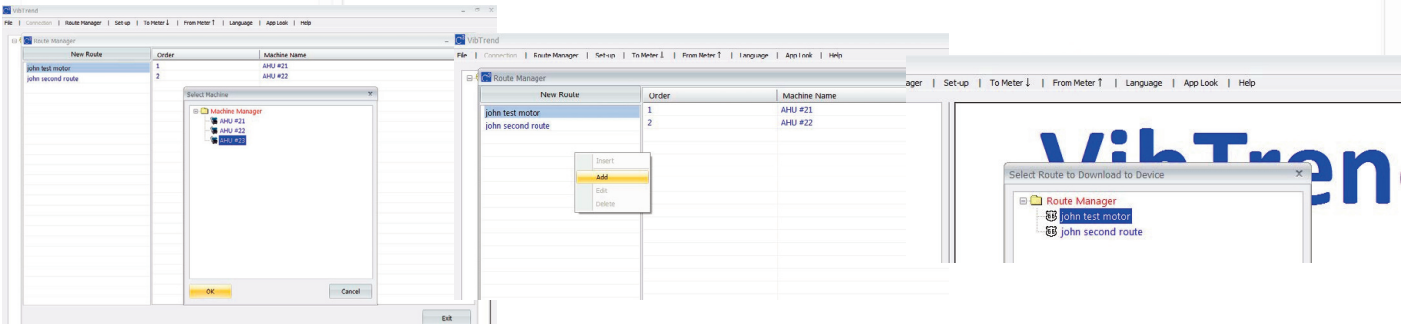 VibTrend
File | Connection | Route Manager | Set-up | To Meter↓ | From Meter↑ | Language | App Look | Help
Route Manager
New Route Order Machine Name
john test motor 1 AHU #21
john second route 2 AHU #22
Select Machine X
Machine Manager
AHU #21
AHU #22
AHU #23
OK Cancel
Exit
VibTrend
File | Connection | Route Manager | Set-up | To Meter↓ | From Meter↑ | Language | App Look | Help
Route Manager
New Route Order Machine Name
john test motor 1 AHU #21
john second route 2 AHU #22
Insert
Add
Edit
Delete
ager | Set-up | To Meter↓ | From Meter↑ | Language | App Look | Help
VibTren
Select Route to Download to Device X
Route Manager
john test motor
john second route